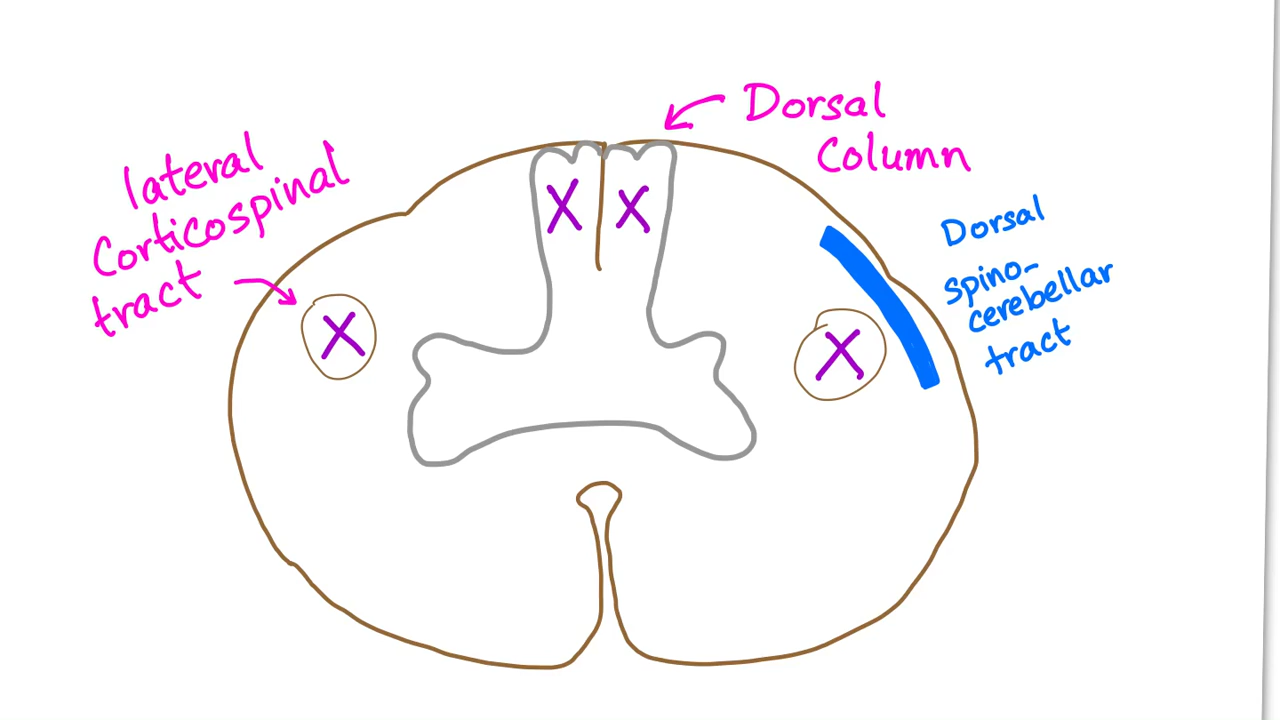 lateral
Corticospinal
tract
Dorsal
Column
Dorsal
spino-
cerebellar
tract
X
X
X
X